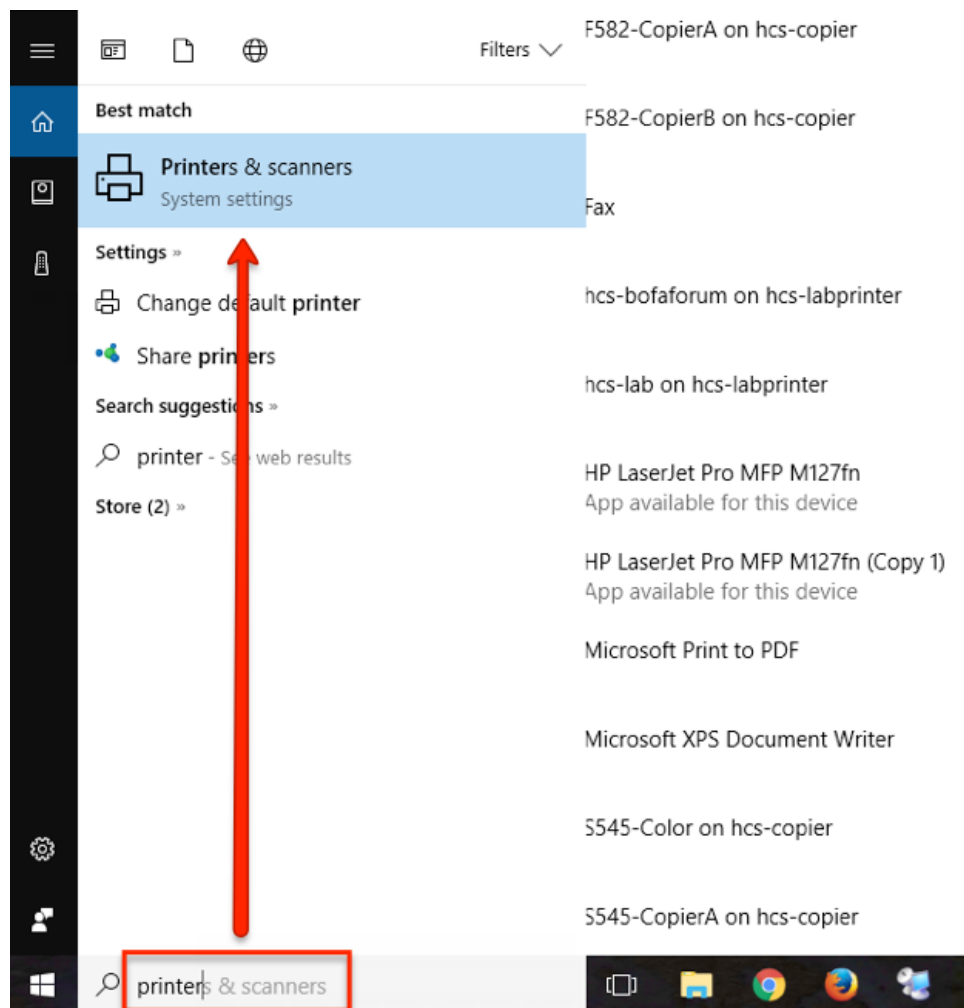 Filters
Best match
Printers & scanners
System settings
Settings »
Change default printer
Share printers
Search suggestions »
printer - See web results
Store (2) »
printers & scanners
F582-CopierA on hcs-copier
F582-CopierB on hcs-copier
Fax
hcs-bofaforum on hcs-labprinter
hcs-lab on hcs-labprinter
HP LaserJet Pro MFP M127fn
App available for this device
HP LaserJet Pro MFP M127fn (Copy 1)
App available for this device
Microsoft Print to PDF
Microsoft XPS Document Writer
S545-Color on hcs-copier
S545-CopierA on hcs-copier